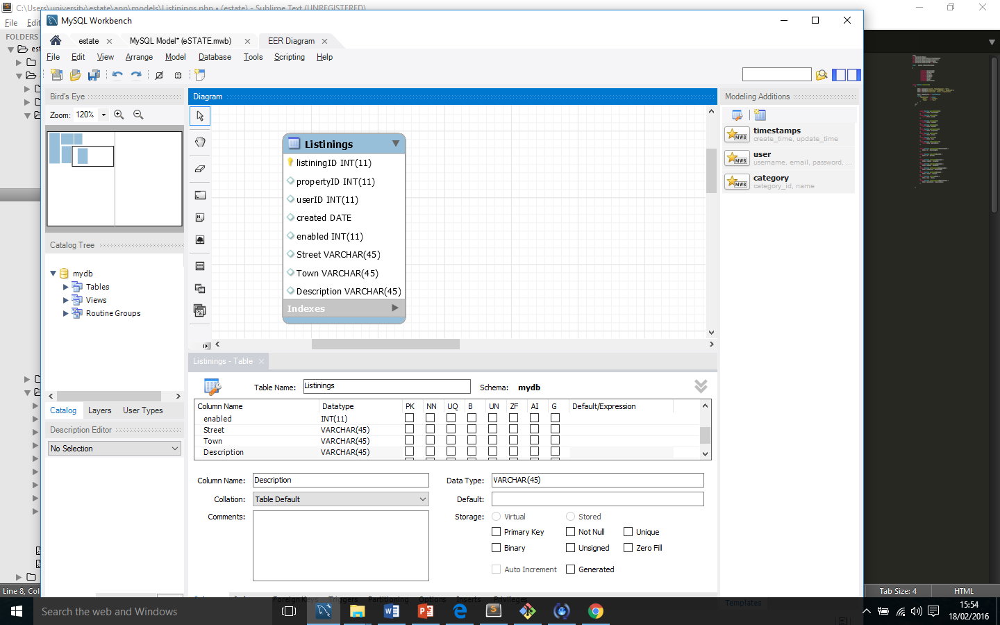 C:\Users\university\estate\app\models\Listinings.php • (estate) - Sublime Text (UNREGISTERED)
File Edit
FOLDERS
MySQL Workbench
estate
MySQL Model* (eSTATE.mwb)
EER Diagram
File Edit View Arrange Model Database Tools Scripting Help
Bird's Eye
Zoom: 120%
Diagram
Modeling Additions
timestamps
create_time, update_time
user
username, email, password, ...
category
category_id, name
Listinings
listiningID INT(11)
propertyID INT(11)
userID INT(11)
created DATE
enabled INT(11)
Street VARCHAR(45)
Town VARCHAR(45)
Description VARCHAR(45)
Indexes
Catalog Tree
mydb
Tables
Views
Routine Groups
Catalog Layers User Types
Description Editor
No Selection
Listinings - Table
Table Name: Listinings Schema: mydb
Column Name Datatype PK NN UQ B UN ZF AI G Default/Expression
enabled INT(11)
Street VARCHAR(45)
Town VARCHAR(45)
Description VARCHAR(45)
Column Name: Description Data Type: VARCHAR(45)
Collation: Table Default Default:
Comments: Storage: Virtual Stored
Primary Key Not Null Unique
Binary Unsigned Zero Fill
Auto Increment Generated
Foreign Keys Triggers Partitioning Options Inserts Privileges
Templates
Line 8, Col
Tab Size: 4 HTML
Search the web and Windows
15:54
18/02/2016